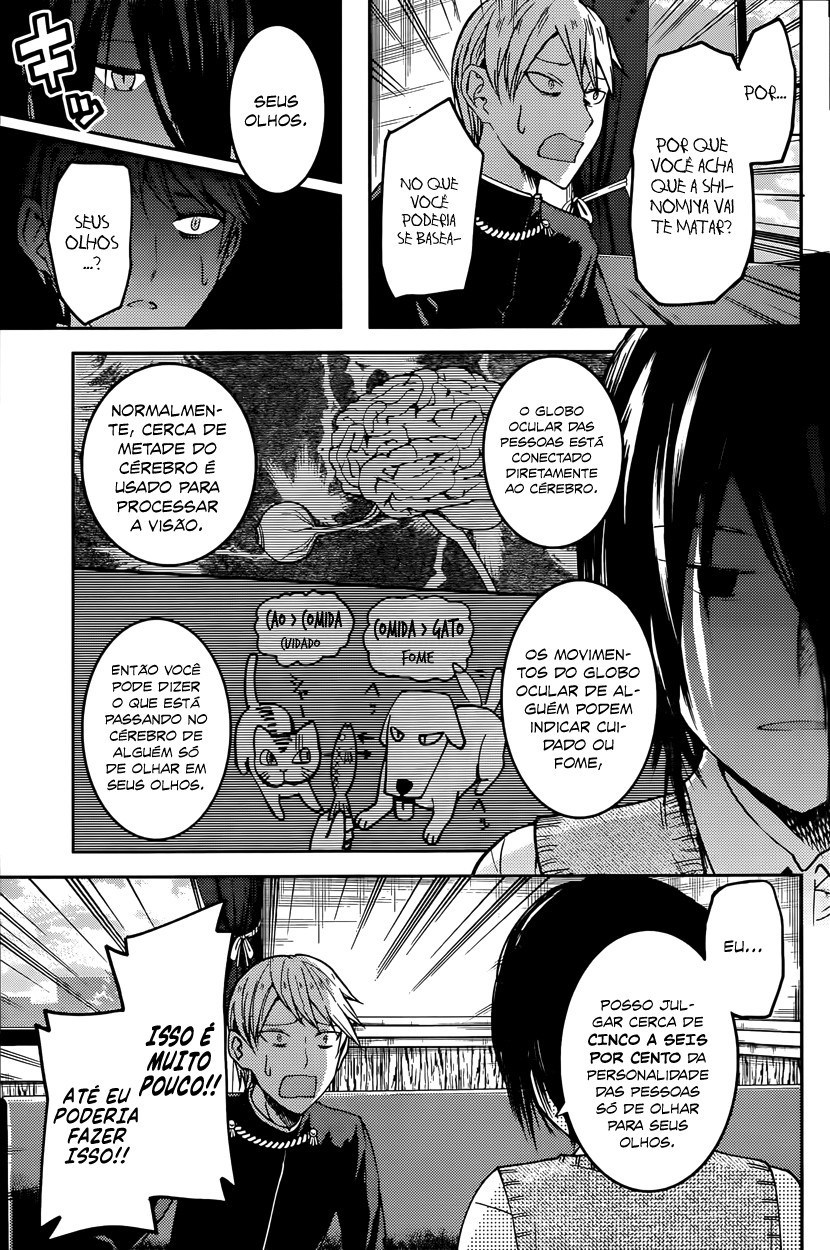 POR...
POR QUE
VOCÊ ACHA
QUE A SHI-
NOMIYA VAI
TE MATAR?
NO QUE
VOCÊ
PODERIA
SE BASEA-
SEUS
OLHOS.
SEUS
OLHOS
...?
O GLOBO
OCULAR DAS
PESSOAS ESTÁ
CONECTADO
DIRETAMENTE
AO CÉREBRO.
NORMALMEN-
TE, CERCA DE
METADE DO
CÉREBRO É
USADO PARA
PROCESSAR
A VISÃO.
OS MOVIMEN-
TOS DO GLOBO
OCULAR DE AL-
GUÉM PODEM
INDICAR CUI-
DADO OU
FOME,
COMIDA > GATO
FOME
CAO > COMIDA
CUIDADO
ENTÃO VOCÊ
PODE DIZER
O QUE ESTÁ
PASSANDO NO
CÉREBRO DE
ALGUÉM SÓ
DE OLHAR EM
SEUS OLHOS.
EU...
POSSO JUL-
GAR CERCA DE
CINCO A SEIS
POR CENTO DA
PERSONALIDADE
DAS PESSOAS
SÓ DE OLHAR
PARA SEUS
OLHOS.
ISSO É
MUITO
POUCO!!
ATÉ EU
PODERIA
FAZER
ISSO!!